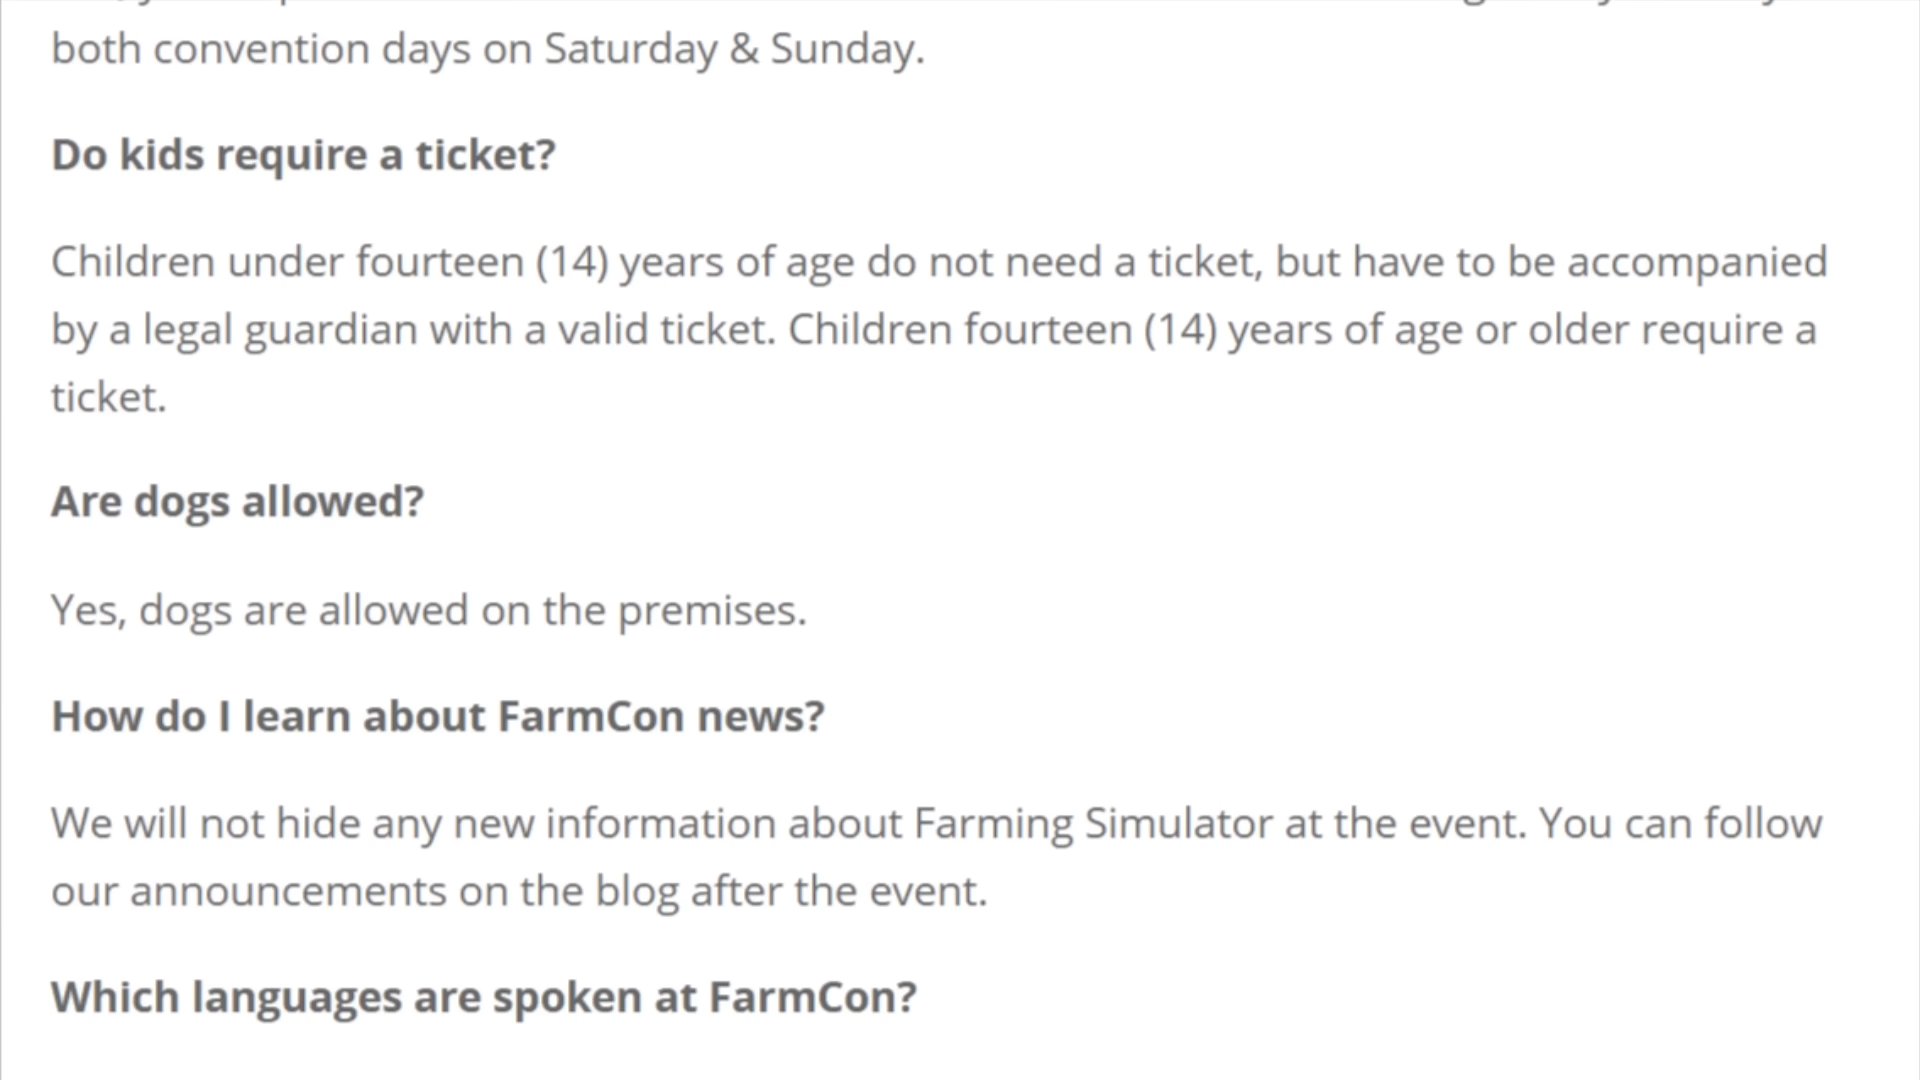 both convention days on Saturday & Sunday.
Do kids require a ticket?
Children under fourteen (14) years of age do not need a ticket, but have to be accompanied
by a legal guardian with a valid ticket. Children fourteen (14) years of age or older require a
ticket.
Are dogs allowed?
Yes, dogs are allowed on the premises.
How do I learn about FarmCon news?
We will not hide any new information about Farming Simulator at the event. You can follow
our announcements on the blog after the event.
Which languages are spoken at FarmCon?